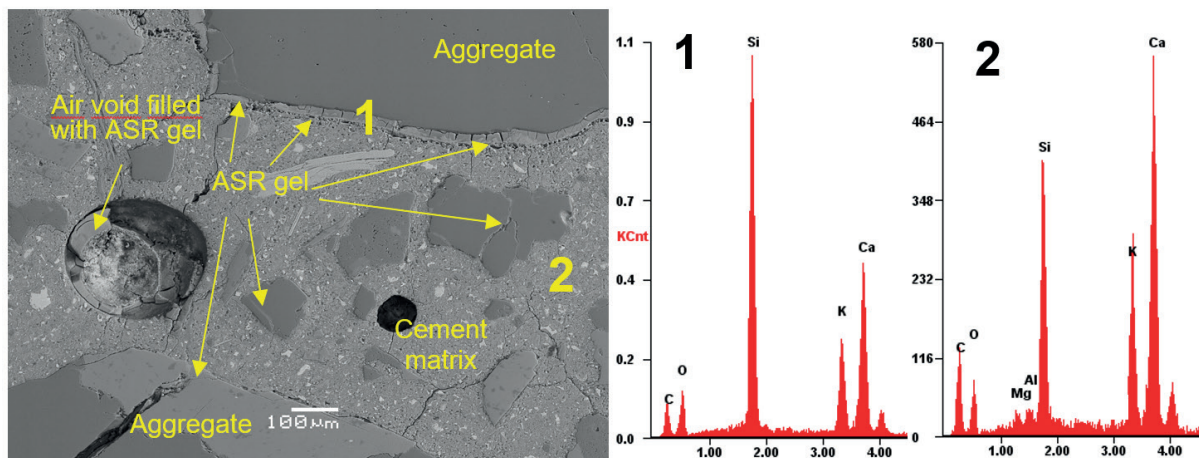 Aggregate
Air void filled
with ASR gel
1
ASR gel
2
Cement
matrix
Aggregate
100μm
1
1.1
0.9
0.7
KCnt
0.4
0.2
0.0
Si
Ca
K
O
C
1.00 2.00 3.00 4.00
2
580
464
348
232
116
0
Ca
Si
K
C
O
Al
Mg
1.00 2.00 3.00 4.00